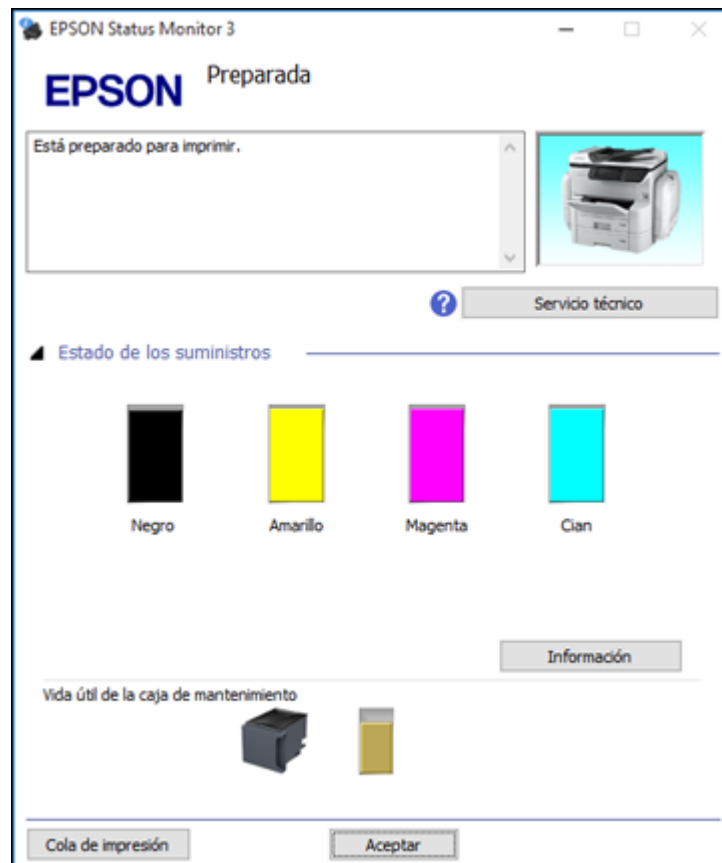 EPSON Status Monitor 3
EPSON
Preparada
Está preparado para imprimir.
?
Servicio técnico
Estado de los suministros
Negro
Amarillo
Magenta
Cian
Información
Vida útil de la caja de mantenimiento
Cola de impresión
Aceptar